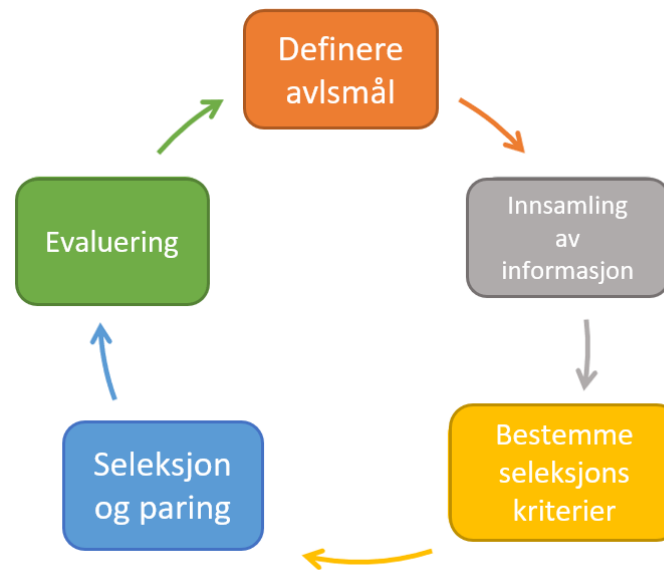 Definere
avlsmål
Innsamling
av
informasjon
Bestemme
seleksjons
kriterier
Seleksjon
og paring
Evaluering